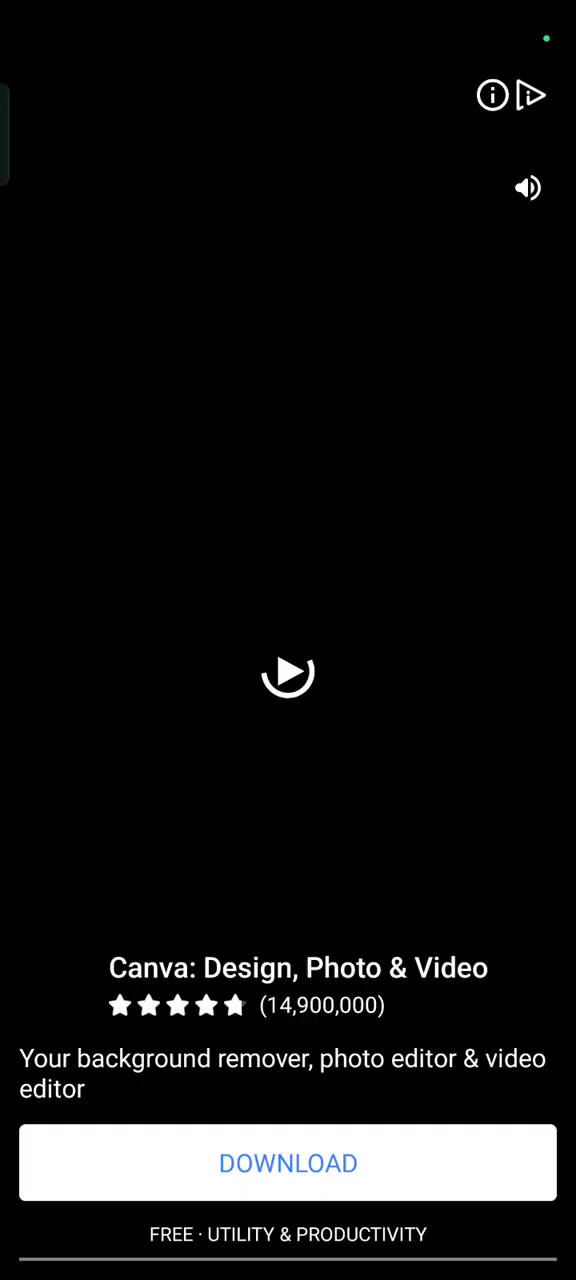 Canva: Design, Photo & Video
(14,900,000)
Your background remover, photo editor & video
editor
DOWNLOAD
FREE · UTILITY & PRODUCTIVITY